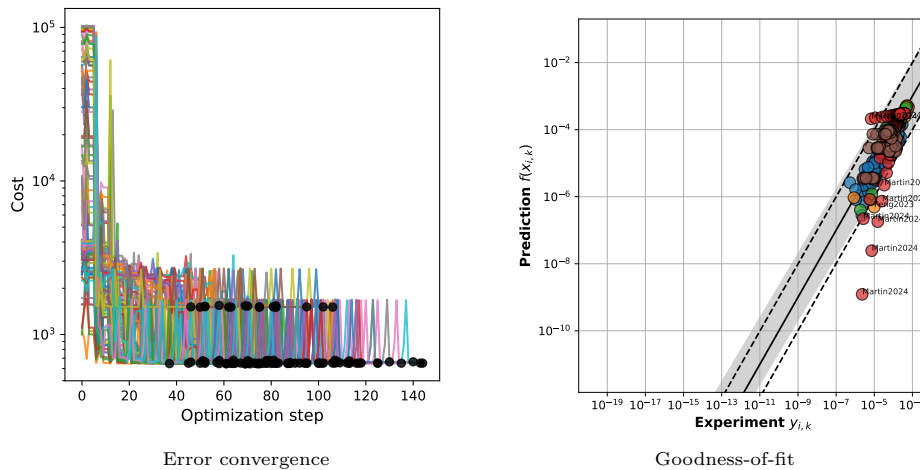 10^5
10^4
10^3
Cost
0 20 40 60 80 100 120 140
Optimization step
Error convergence
10^−2
10^−4
10^−6
10^−8
10^−10
Prediction f(x_{i,k})
Martin2024
Martin2024
Martin2024
Martin2024
10^−19 10^−17 10^−15 10^−13 10^−11 10^−9 10^−7 10^−5 10^−
Experiment y_{i,k}
Goodness-of-fit